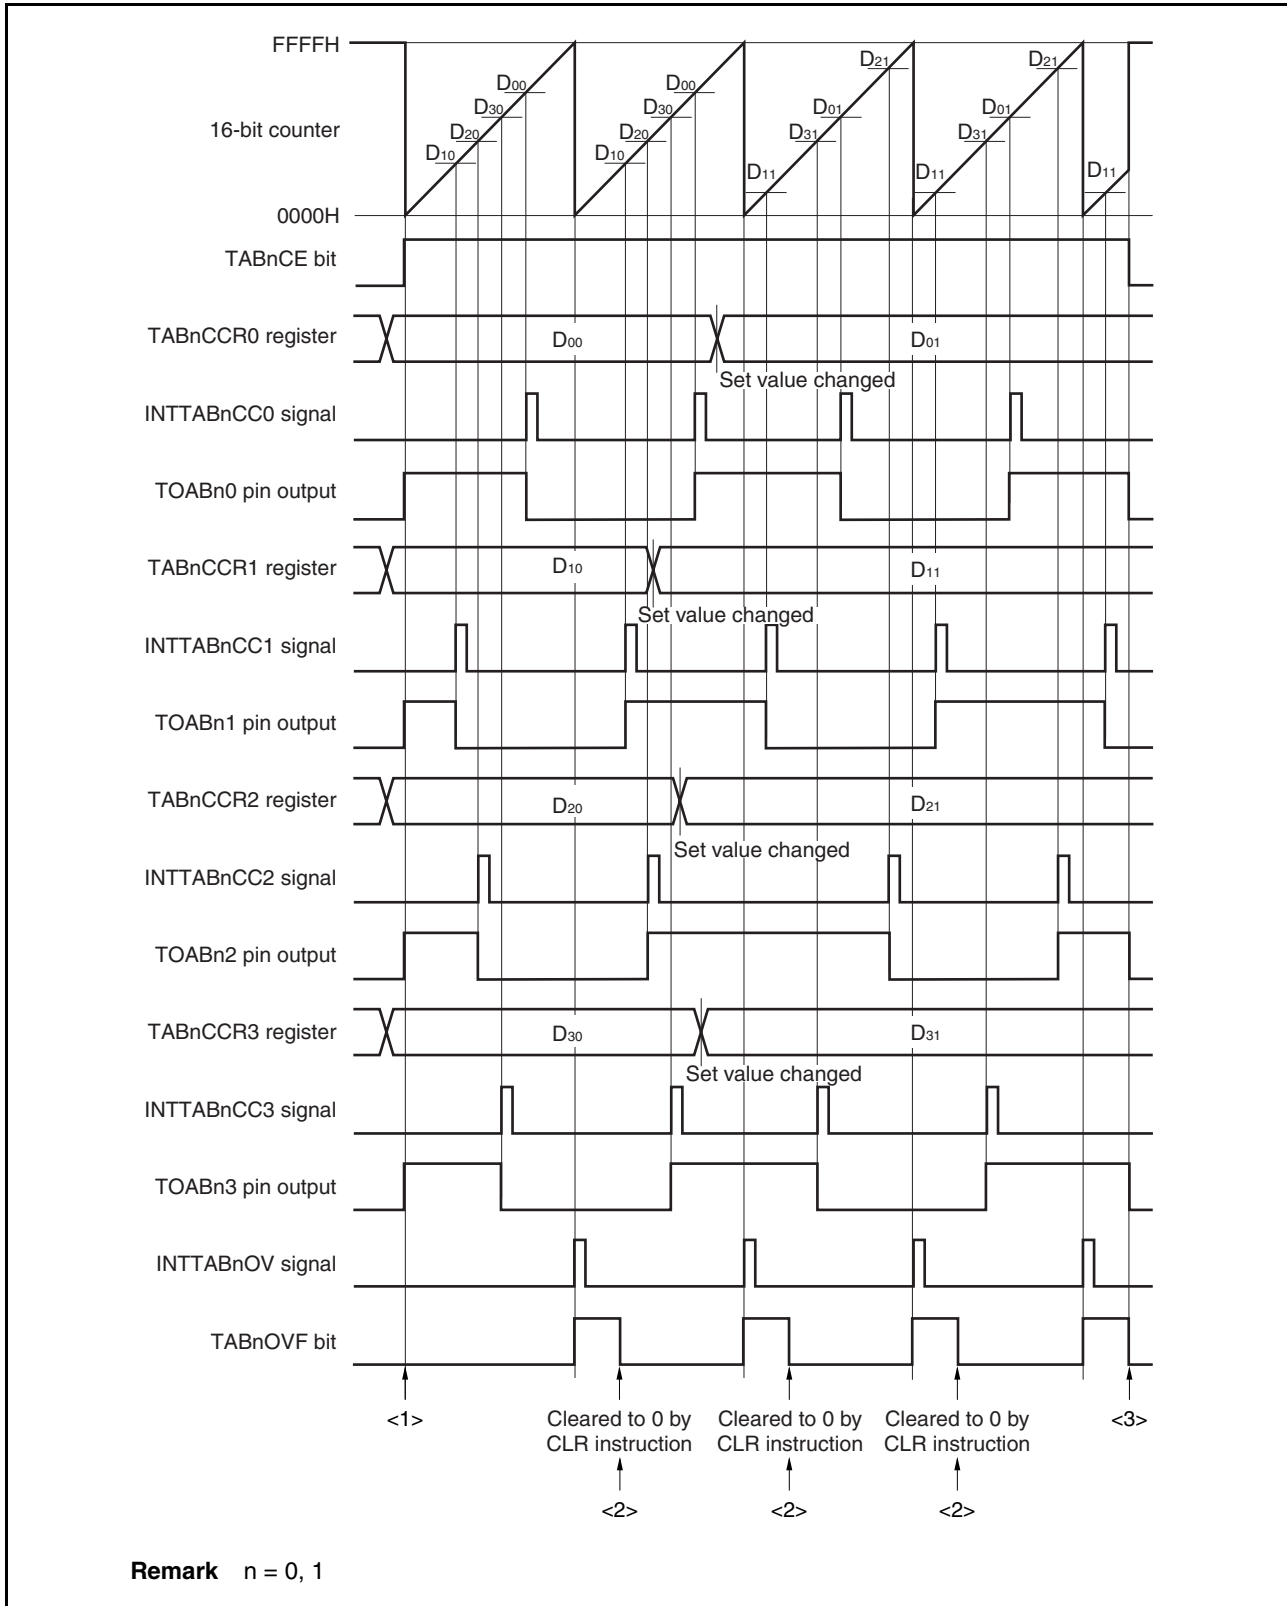 FFFFH
D00 D00 D21 D21
D30 D30 D01 D01
16-bit counter
D20 D20 D31 D31
D10 D10 D11 D11 D11
0000H
TABnCE bit
TABnCCR0 register
D00 D01
Set value changed
INTTABnCC0 signal
TOABn0 pin output
TABnCCR1 register
D10 D11
Set value changed
INTTABnCC1 signal
TOABn1 pin output
TABnCCR2 register
D20 D21
Set value changed
INTTABnCC2 signal
TOABn2 pin output
TABnCCR3 register
D30 D31
Set value changed
INTTABnCC3 signal
TOABn3 pin output
INTTABnOV signal
TABnOVF bit
<1>
Cleared to 0 by
CLR instruction
<2>
Cleared to 0 by
CLR instruction
<2>
Cleared to 0 by
CLR instruction
<2>
<3>
Remark n = 0, 1